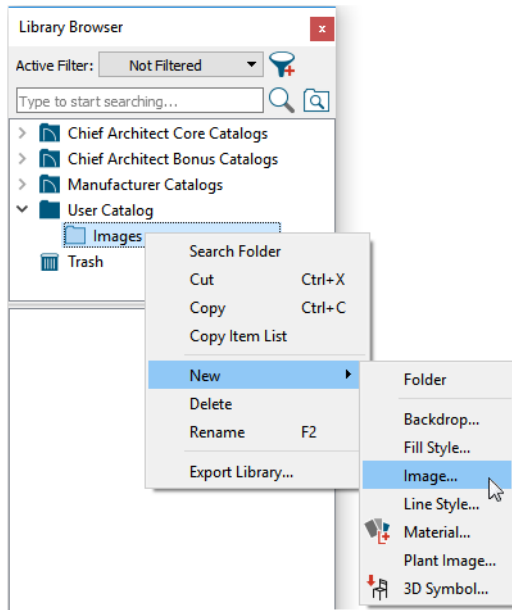 Library Browser
x
Active Filter: Not Filtered
Type to start searching...
Chief Architect Core Catalogs
Chief Architect Bonus Catalogs
Manufacturer Catalogs
User Catalog
Images
Trash
Search Folder
Cut Ctrl+X
Copy Ctrl+C
Copy Item List
New
Delete
Rename F2
Export Library...
Folder
Backdrop...
Fill Style...
Image...
Line Style...
Material...
Plant Image...
3D Symbol...